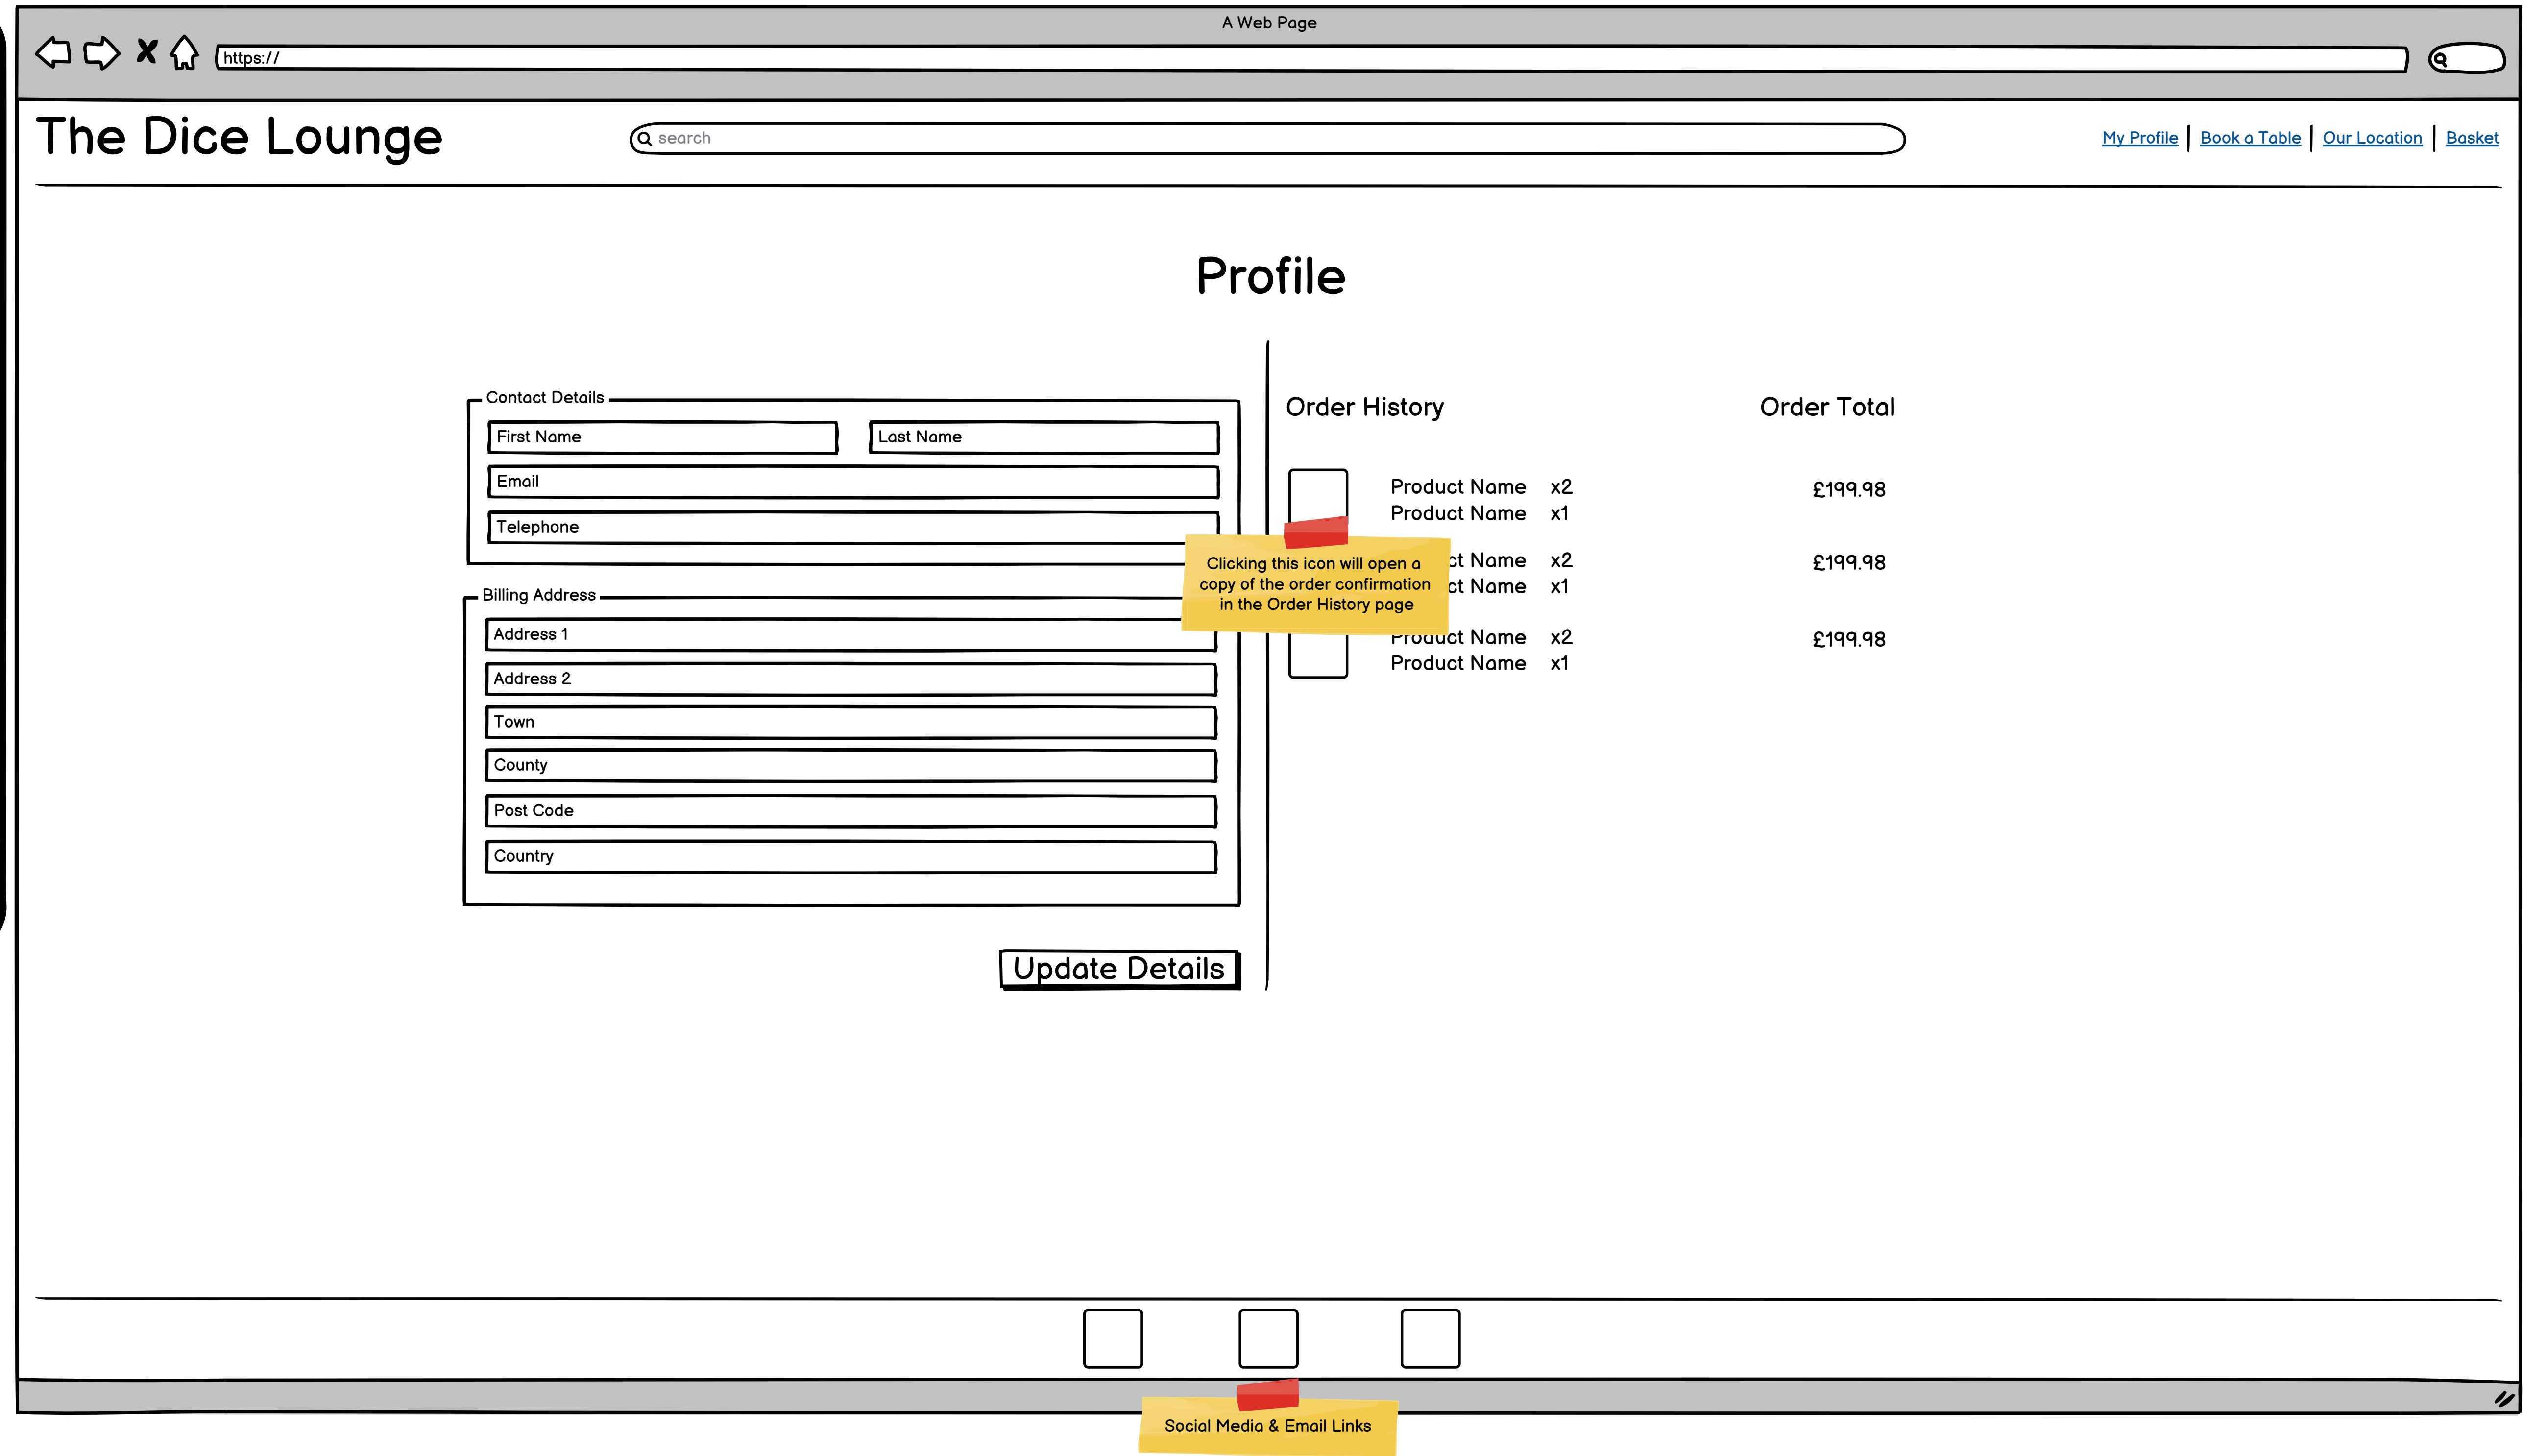 A Web Page
https://
The Dice Lounge
search
My Profile
Book a Table
Our Location
Basket
Profile
Contact Details
First Name
Last Name
Email
Telephone
Billing Address
Address 1
Address 2
Town
County
Post Code
Country
Update Details
Order History
Order Total
Product Name x2
£199.98
Product Name x1
ct Name x2
£199.98
ct Name x1
Product Name x2
£199.98
Product Name x1
Clicking this icon will open a
copy of the order confirmation
in the Order History page
Social Media & Email Links